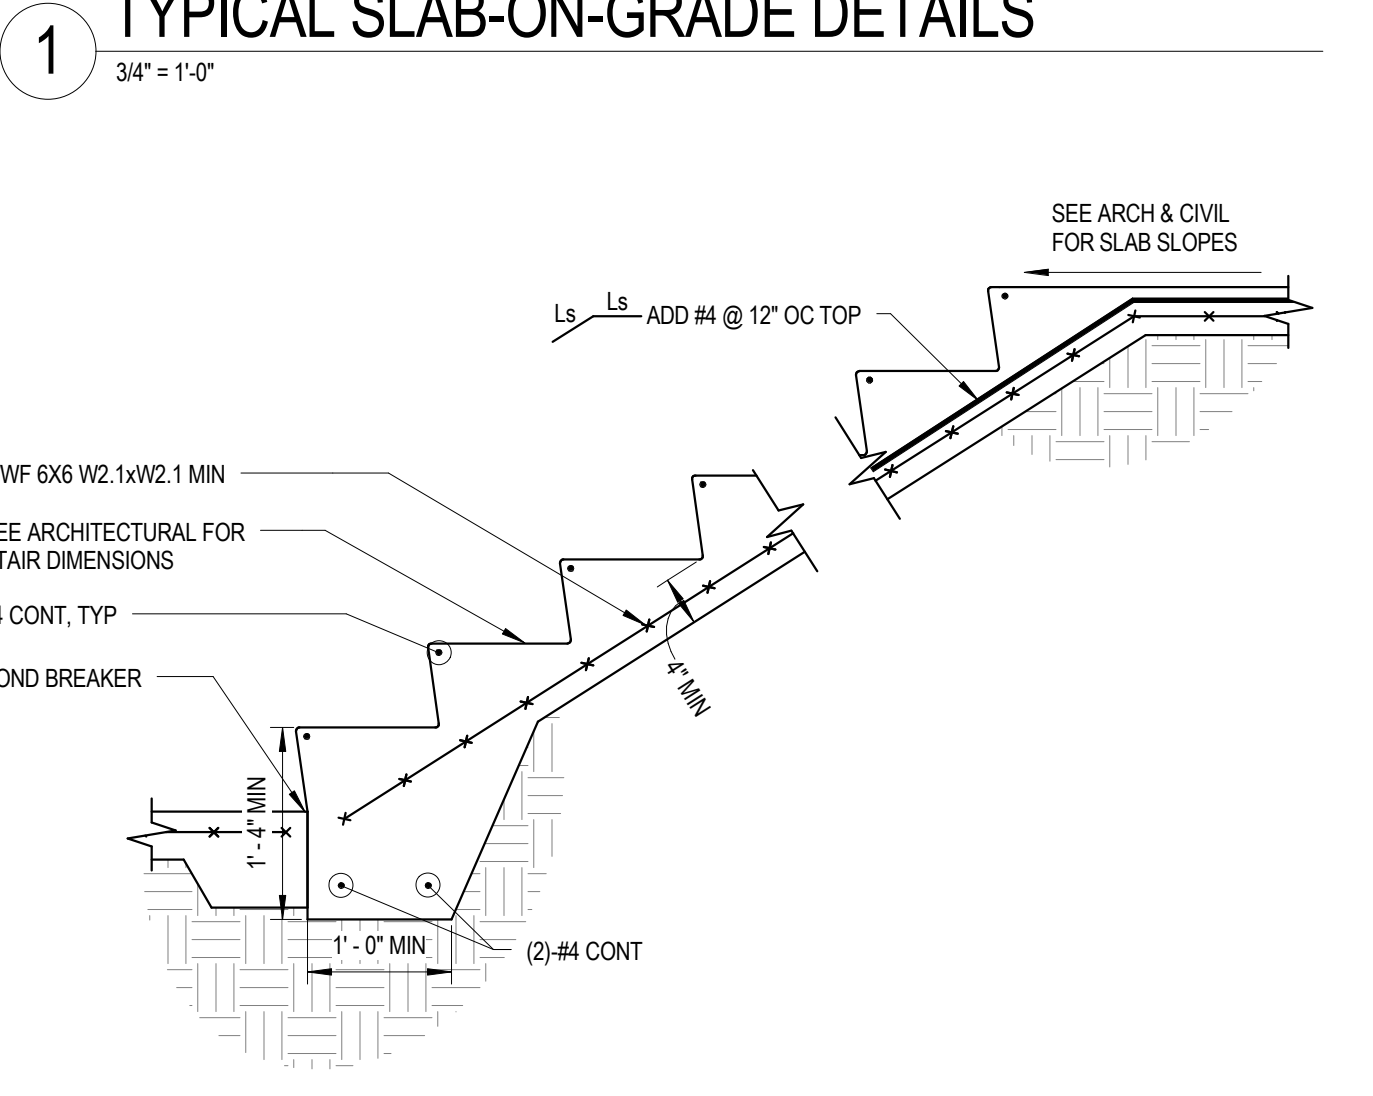 1
TYPICAL SLAB-ON-GRADE DETAILS
3/4" = 1'-0"
SEE ARCH & CIVIL
FOR SLAB SLOPES
Ls Ls ADD #4 @ 12" OC TOP
WF 6X6 W2.1xW2.1 MIN
EE ARCHITECTURAL FOR
TAIR DIMENSIONS
4 CONT, TYP
OND BREAKER
4" MIN
1' - 4" MIN
1' - 0" MIN
(2)-#4 CONT